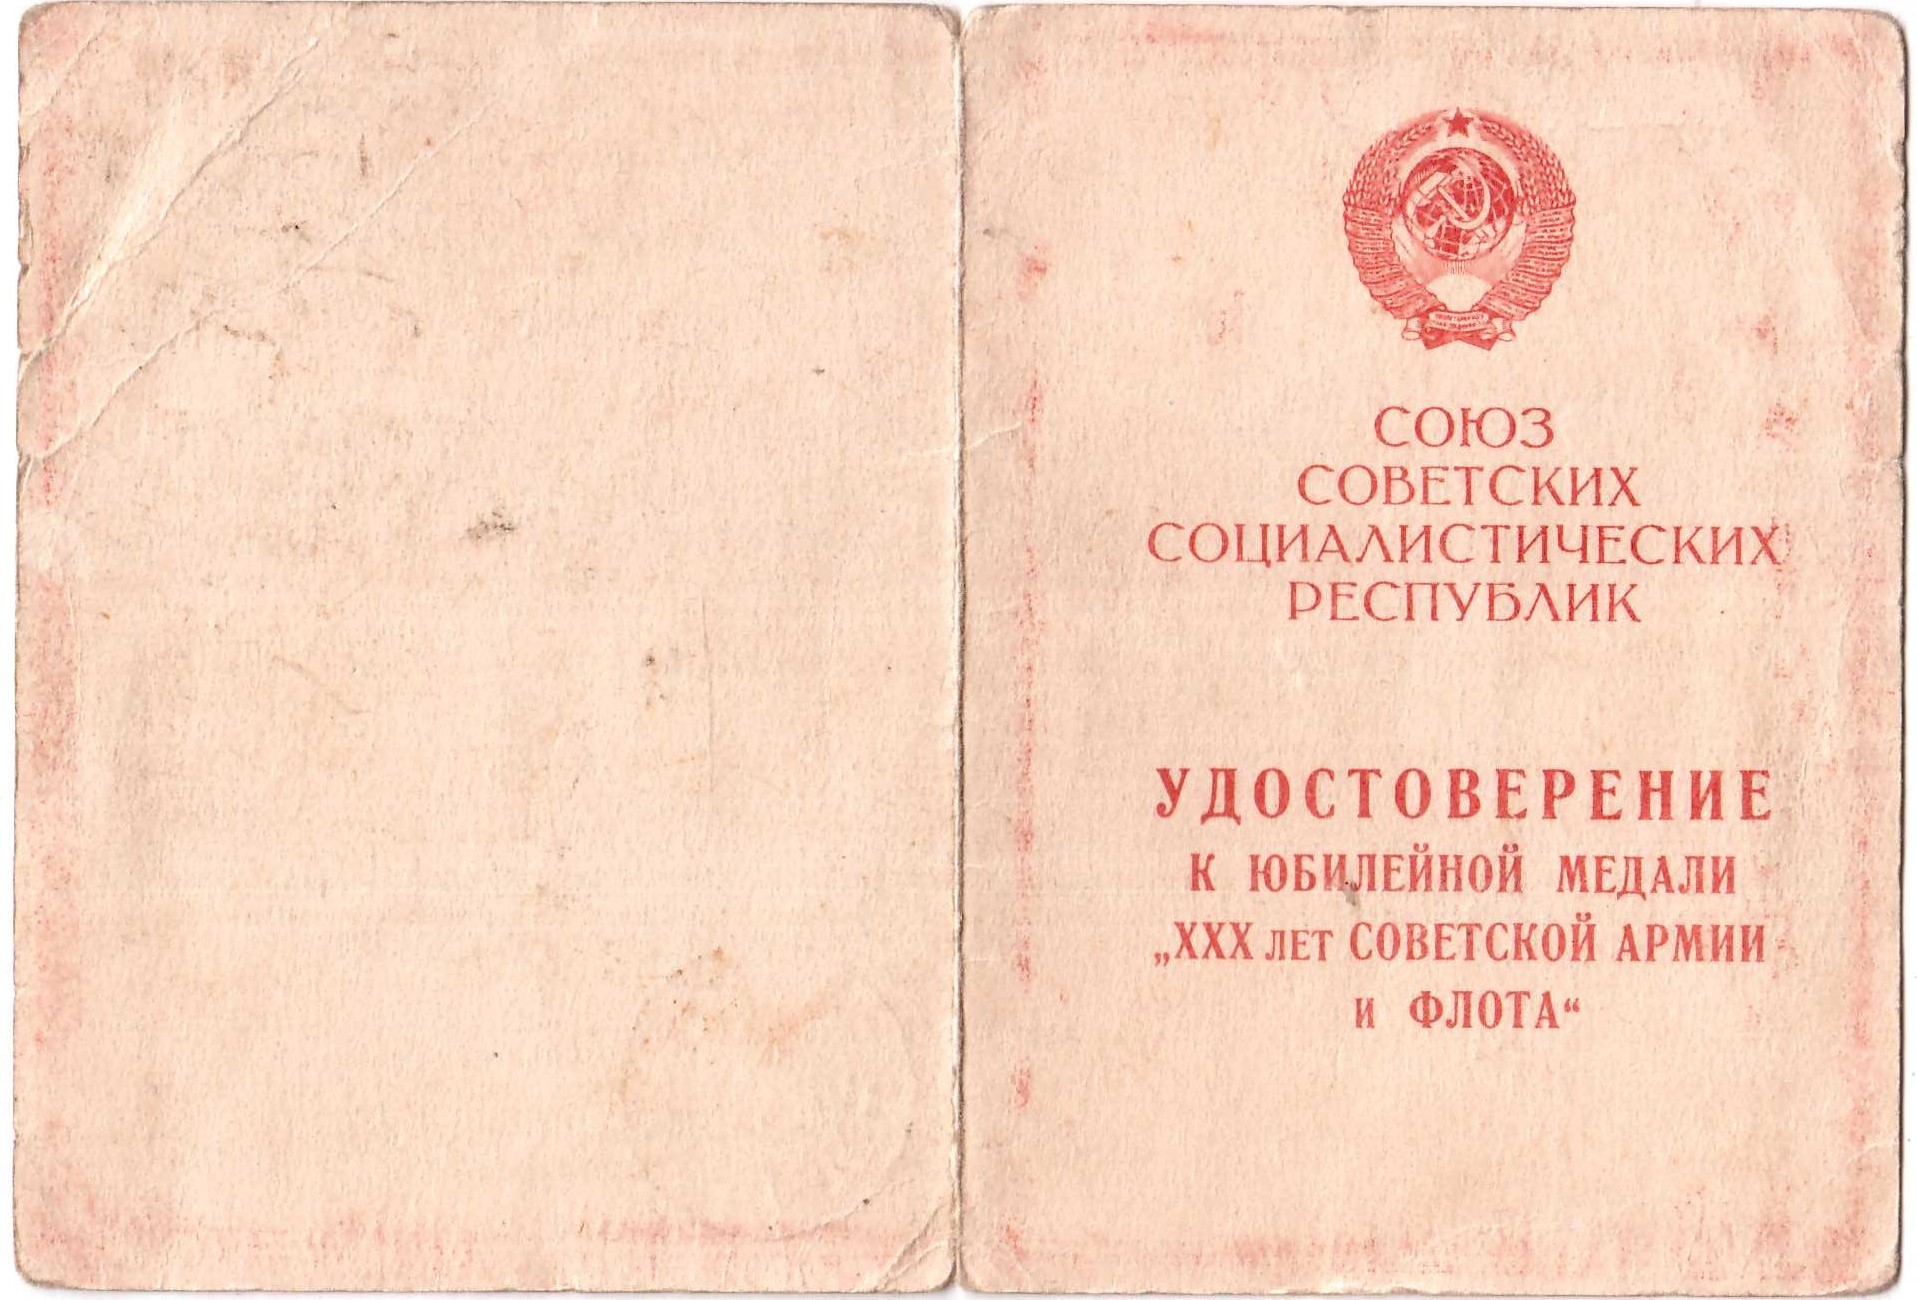 СОЮЗ
СОВЕТСКИХ
СОЦИАЛИСТИЧЕСКИХ
РЕСПУБЛИК
УДОСТОВЕРЕНИЕ
К ЮБИЛЕЙНОЙ МЕДАЛИ
„XXX ЛЕТ СОВЕТСКОЙ АРМИИ
И ФЛОТА“